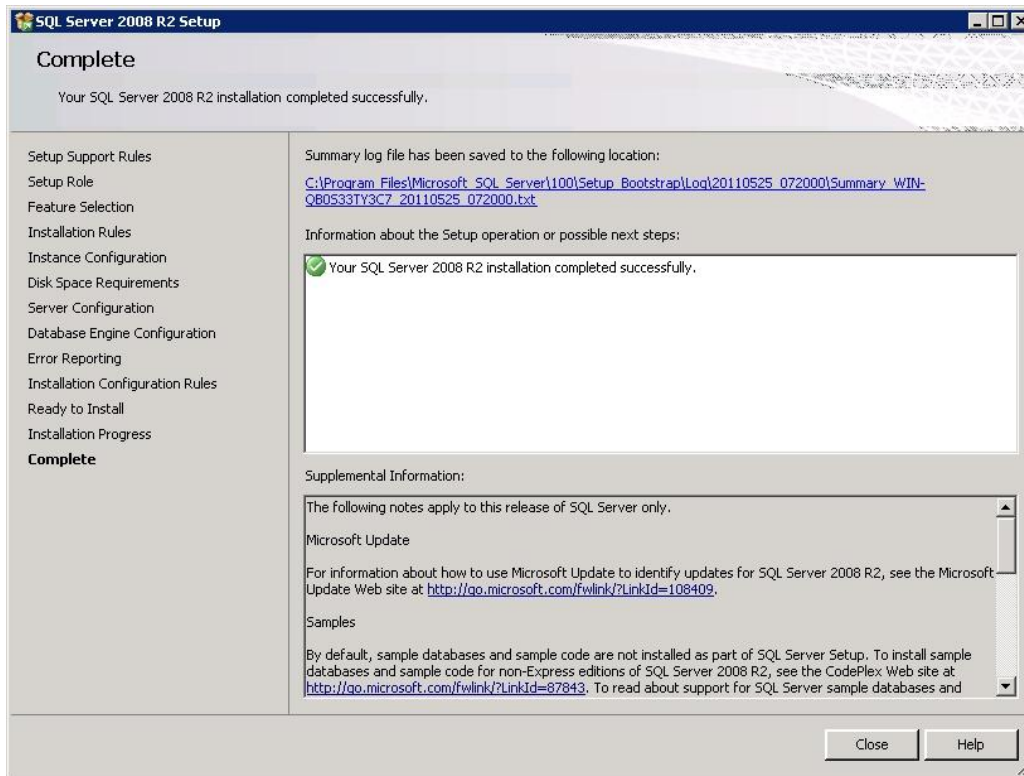 SQL Server 2008 R2 Setup
Complete
Your SQL Server 2008 R2 installation completed successfully.
Setup Support Rules
Setup Role
Feature Selection
Installation Rules
Instance Configuration
Disk Space Requirements
Server Configuration
Database Engine Configuration
Error Reporting
Installation Configuration Rules
Ready to Install
Installation Progress
Complete
Summary log file has been saved to the following location:
C:\Program Files\Microsoft SQL Server\100\Setup Bootstrap\Log\20110525_072000\Summary_WIN-
QB0S33TY3C7_20110525_072000.txt
Information about the Setup operation or possible next steps:
Your SQL Server 2008 R2 installation completed successfully.
Supplemental Information:
The following notes apply to this release of SQL Server only.
Microsoft Update
For information about how to use Microsoft Update to identify updates for SQL Server 2008 R2, see the Microsoft
Update Web site at http://go.microsoft.com/fwlink/?LinkId=108409.
Samples
By default, sample databases and sample code are not installed as part of SQL Server Setup. To install sample
databases and sample code for non-Express editions of SQL Server 2008 R2, see the CodePlex Web site at
http://go.microsoft.com/fwlink/?LinkId=87843. To read about support for SQL Server sample databases and
Close
Help